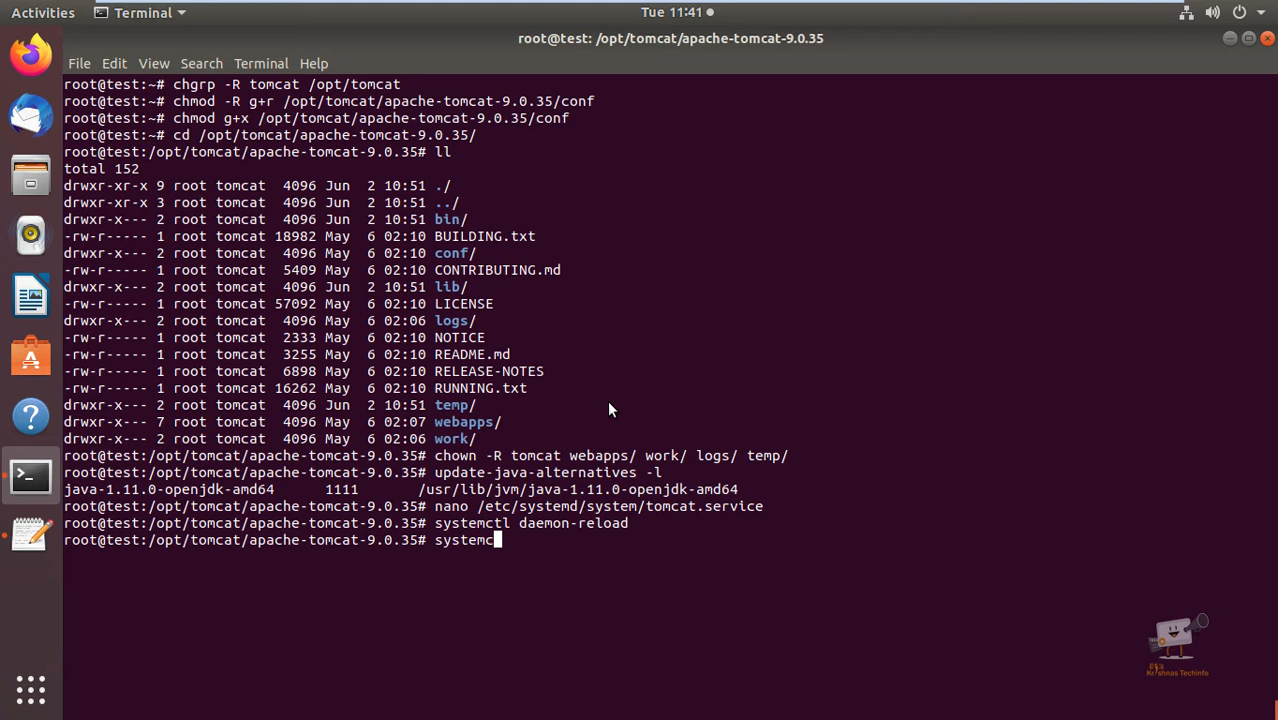 Activities
Terminal
Tue 11:41
root@test: /opt/tomcat/apache-tomcat-9.0.35
File Edit View Search Terminal Help
root@test:~# chgrp -R tomcat /opt/tomcat
root@test:~# chmod -R g+r /opt/tomcat/apache-tomcat-9.0.35/conf
root@test:~# chmod g+x /opt/tomcat/apache-tomcat-9.0.35/conf
root@test:~# cd /opt/tomcat/apache-tomcat-9.0.35/
root@test:/opt/tomcat/apache-tomcat-9.0.35# ll
total 152
drwxr-xr-x 9 root tomcat  4096 Jun  2 10:51 ./
drwxr-xr-x 3 root tomcat  4096 Jun  2 10:51 ../
drwxr-x--- 2 root tomcat  4096 Jun  2 10:51 bin/
-rw-r----- 1 root tomcat 18982 May  6 02:10 BUILDING.txt
drwxr-x--- 2 root tomcat  4096 May  6 02:10 conf/
-rw-r----- 1 root tomcat  5409 May  6 02:10 CONTRIBUTING.md
drwxr-x--- 2 root tomcat  4096 Jun  2 10:51 lib/
-rw-r----- 1 root tomcat 57092 May  6 02:10 LICENSE
drwxr-x--- 2 root tomcat  4096 May  6 02:06 logs/
-rw-r----- 1 root tomcat  2333 May  6 02:10 NOTICE
-rw-r----- 1 root tomcat  3255 May  6 02:10 README.md
-rw-r----- 1 root tomcat  6898 May  6 02:10 RELEASE-NOTES
-rw-r----- 1 root tomcat 16262 May  6 02:10 RUNNING.txt
drwxr-x--- 2 root tomcat  4096 Jun  2 10:51 temp/
drwxr-x--- 7 root tomcat  4096 May  6 02:07 webapps/
drwxr-x--- 2 root tomcat  4096 May  6 02:06 work/
root@test:/opt/tomcat/apache-tomcat-9.0.35# chown -R tomcat webapps/ work/ logs/ temp/
root@test:/opt/tomcat/apache-tomcat-9.0.35# update-java-alternatives -l
java-1.11.0-openjdk-amd64      1111       /usr/lib/jvm/java-1.11.0-openjdk-amd64
root@test:/opt/tomcat/apache-tomcat-9.0.35# nano /etc/systemd/system/tomcat.service
root@test:/opt/tomcat/apache-tomcat-9.0.35# systemctl daemon-reload
root@test:/opt/tomcat/apache-tomcat-9.0.35# systemc
Krishnas Techinfo